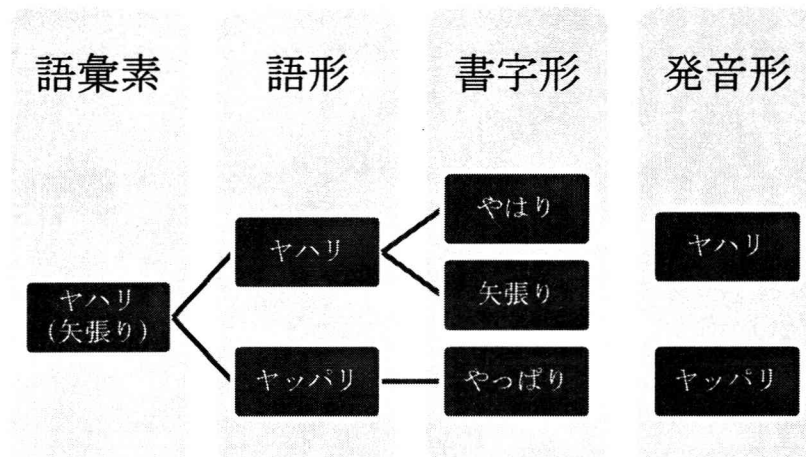 語彙素
語形
書字形
発音形
ヤハリ
(矢張り)
ヤハリ
ヤッパリ
やはり
矢張り
やっぱり
ヤハリ
ヤッパリ